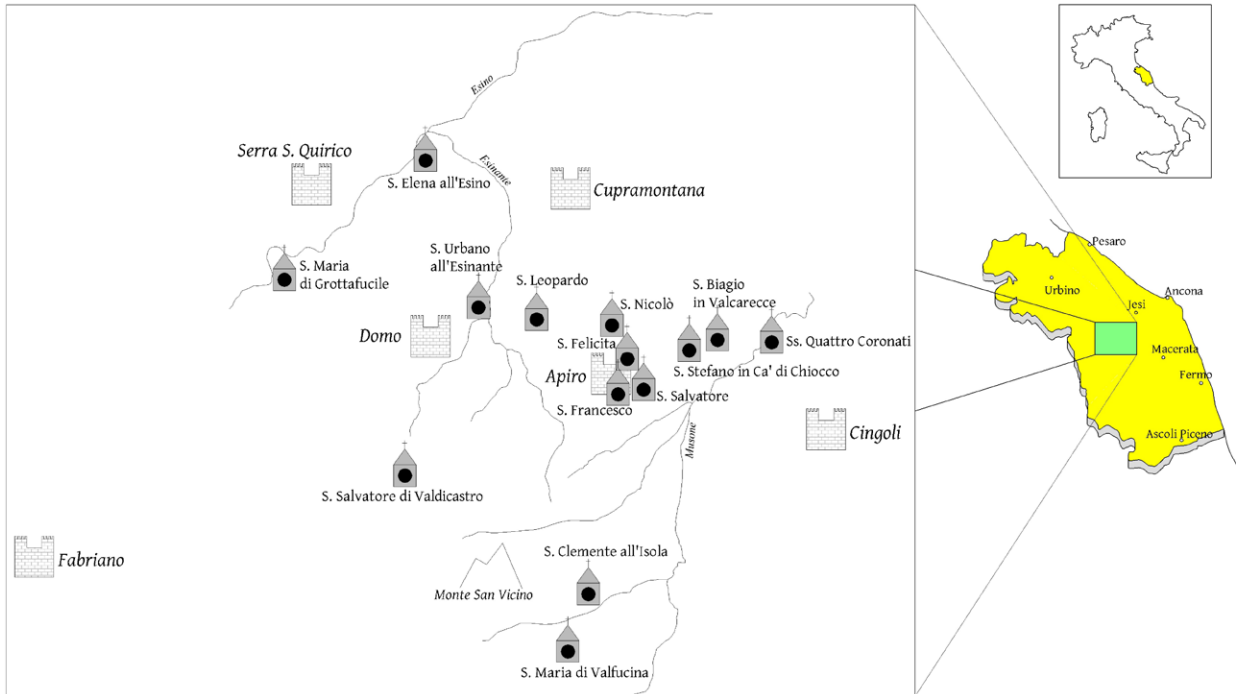 Esino
Serra S. Quirico
S. Elena all'Esino
Esinante
Cupramontana
S. Maria
di Grottafucile
S. Urbano
all'Esinante
S. Leopardo
S. Nicolò
S. Biagio
in Valcarecce
Domo
S. Felicita
Ss. Quattro Coronati
S. Stefano in Ca' di Chiocco
Apiro
S. Francesco
S. Salvatore
Cingoli
Musone
S. Salvatore di Valdicastro
Fabriano
S. Clemente all'Isola
Monte San Vicino
S. Maria di Valfucina
Pesaro
Urbino
Ancona
Jesi
Macerata
Fermo
Ascoli Piceno